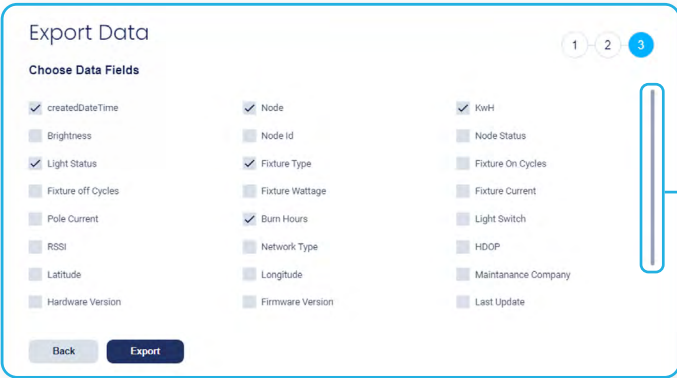 Export Data
1 2 3
Choose Data Fields
createdDateTime Node KwH
Brightness Node Id Node Status
Light Status Fixture Type Fixture On Cycles
Fixture off Cycles Fixture Wattage Fixture Current
Pole Current Burn Hours Light Switch
RSSI Network Type HDOP
Latitude Longitude Maintanance Company
Hardware Version Firmware Version Last Update
Back Export